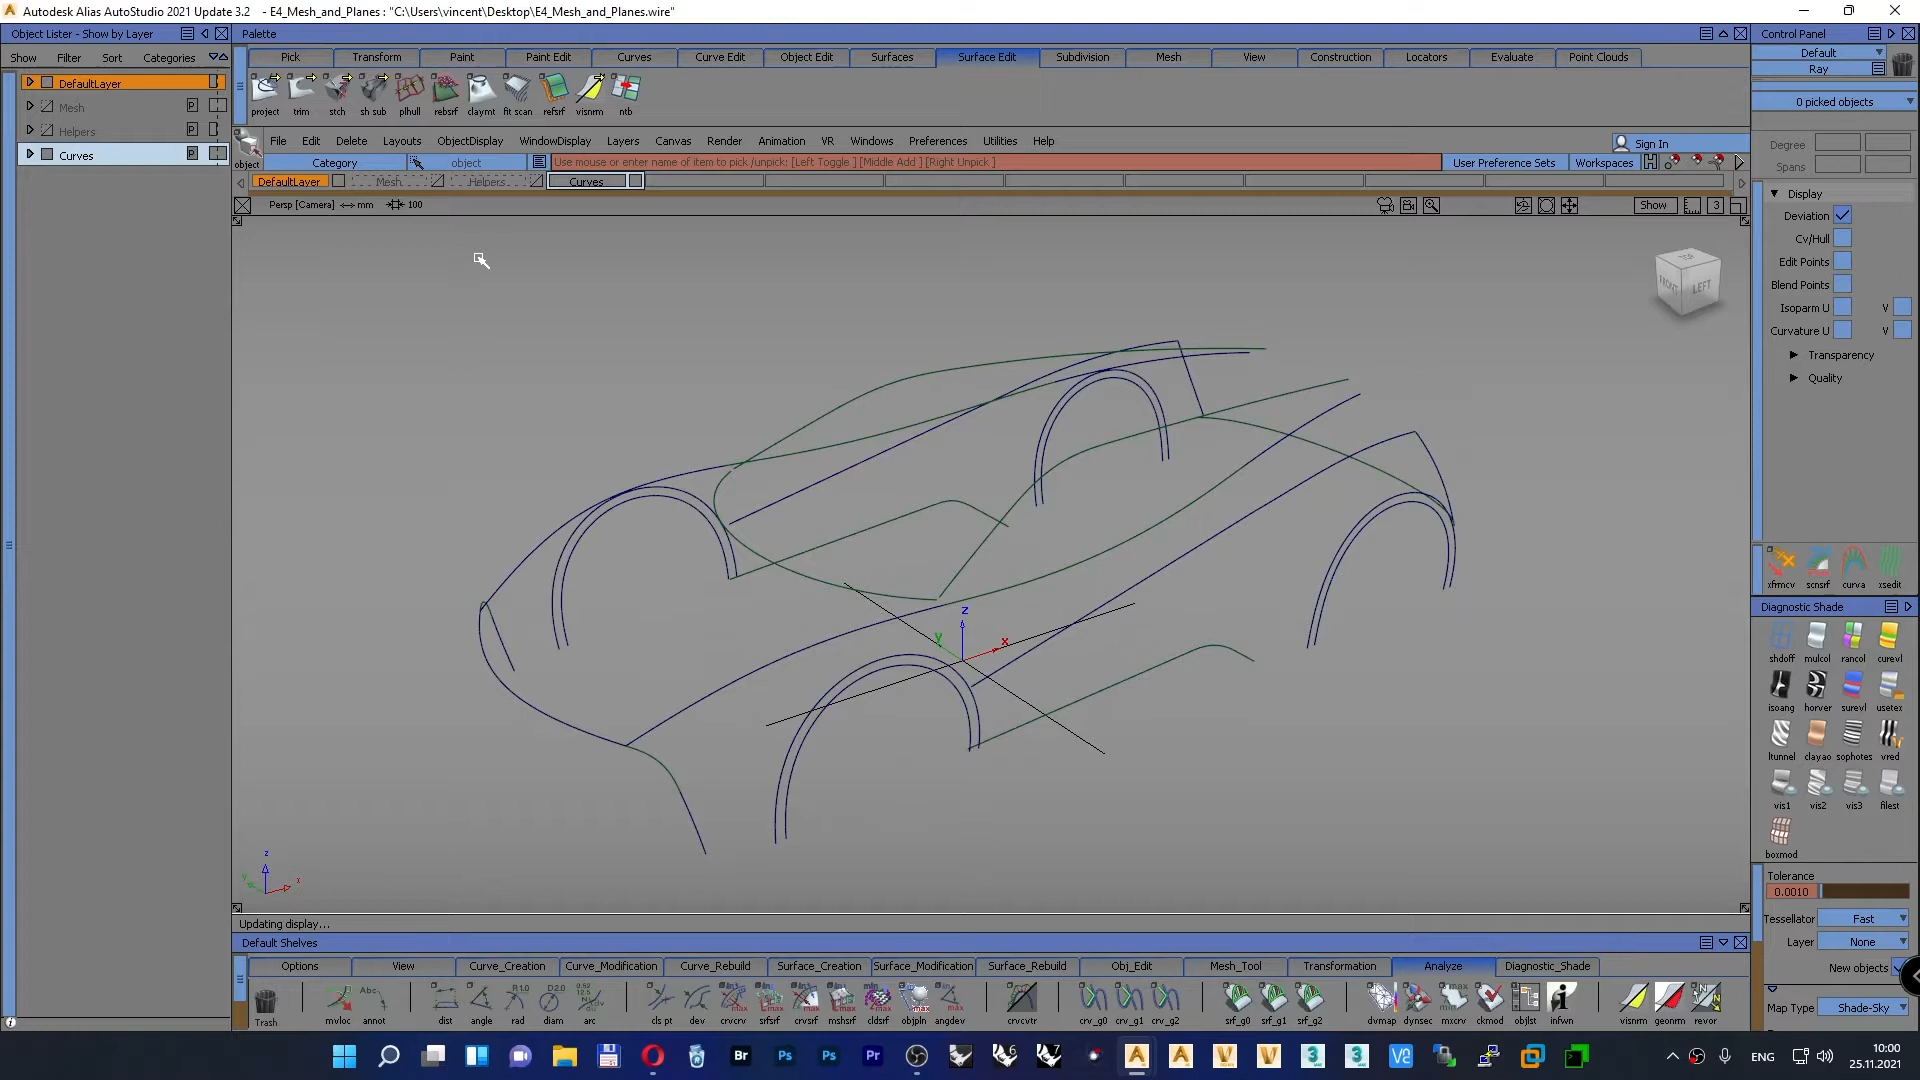 Autodesk Alias AutoStudio 2021 Update 3.2 - E4_Mesh_and_Planes : "C:\Users\vincent\Desktop\E4_Mesh_and_Planes.wire"
Object Lister - Show by Layer
Palette
Control Panel
Show Filter Sort Categories
Pick Transform Paint Paint Edit Curves Curve Edit Object Edit Surfaces Surface Edit Subdivision Mesh View Construction Locators Evaluate Point Clouds
Default
Ray
DefaultLayer
Mesh P
Helpers P
Curves P
project trim stch sh sub plhull rebsrf claymt fit scan refsrf visnrm ntb
0 picked objects
File Edit Delete Layouts ObjectDisplay WindowDisplay Layers Canvas Render Animation VR Windows Preferences Utilities Help
Sign In
Degree
object Category object Use mouse or enter name of item to pick /unpick: [Left Toggle ] [Middle Add ] [Right Unpick ] User Preference Sets Workspaces
Spans
DefaultLayer Mesh Helpers Curves
Persp [Camera] mm 100
Show 3
Display
Deviation
Cv/Hull
Edit Points
Blend Points
Isoparm U V
Curvature U V
Transparency
Quality
TOP
FRONT LEFT
z
y x
z
y x
xfrmcv scnsrf curva xsedit
Diagnostic Shade
shdoff mulcol rancol curevl
isoang horver surevl usetex
ltunnel clayao sophotes vred
vis1 vis2 vis3 filest
boxmod
Tolerance
0.0010
Tessellator Fast
Layer None
New objects
Map Type Shade-Sky
Updating display...
Default Shelves
Options View Curve_Creation Curve_Modification Curve_Rebuild Surface_Creation Surface_Modification Surface_Rebuild Obj_Edit Mesh_Tool Transformation Analyze Diagnostic_Shade
Trash mvloc annot dist angle rad diam arc cls pt dev crvcrv srfsrf crvsrf mshsrf cldsrf objpln angdev crvcvtr crv_g0 crv_g1 crv_g2 srf_g0 srf_g1 srf_g2 dvmap dynsec mxcrv ckmod objlst infwn visnrm geonrm revor
Br Ps Ps Pr
ENG
10:00
25.11.2021